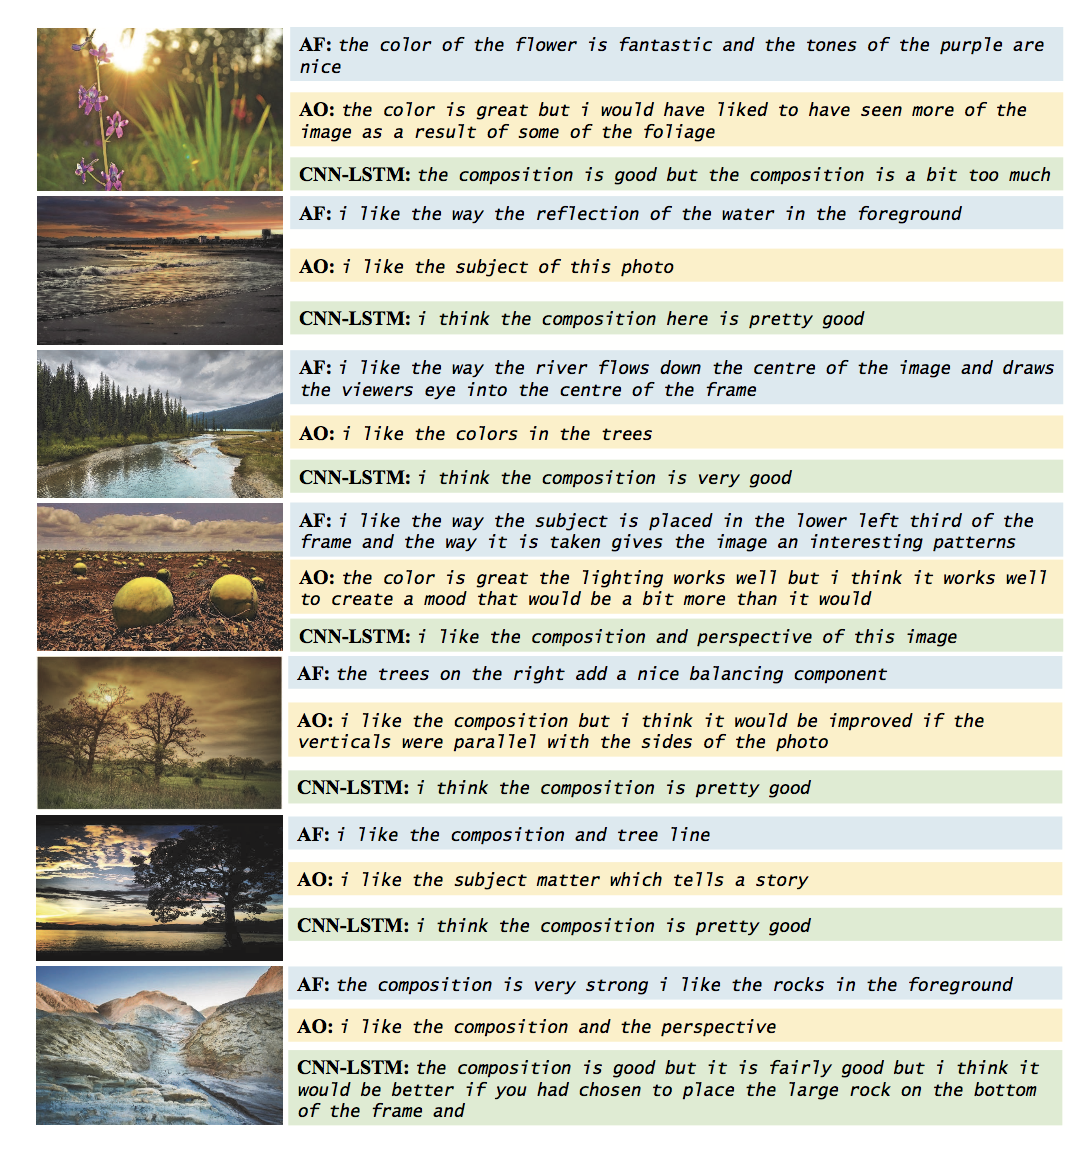 AF: the color of the flower is fantastic and the tones of the purple are
nice
AO: the color is great but i would have liked to have seen more of the
image as a result of some of the foliage
CNN-LSTM: the composition is good but the composition is a bit too much
AF: i like the way the reflection of the water in the foreground
AO: i like the subject of this photo
CNN-LSTM: i think the composition here is pretty good
AF: i like the way the river flows down the centre of the image and draws
the viewers eye into the centre of the frame
AO: i like the colors in the trees
CNN-LSTM: i think the composition is very good
AF: i like the way the subject is placed in the lower left third of the
frame and the way it is taken gives the image an interesting patterns
AO: the color is great the lighting works well but i think it works well
to create a mood that would be a bit more than it would
CNN-LSTM: i like the composition and perspective of this image
AF: the trees on the right add a nice balancing component
AO: i like the composition but i think it would be improved if the
verticals were parallel with the sides of the photo
CNN-LSTM: i think the composition is pretty good
AF: i like the composition and tree line
AO: i like the subject matter which tells a story
CNN-LSTM: i think the composition is pretty good
AF: the composition is very strong i like the rocks in the foreground
AO: i like the composition and the perspective
CNN-LSTM: the composition is good but it is fairly good but i think it
would be better if you had chosen to place the large rock on the bottom
of the frame and